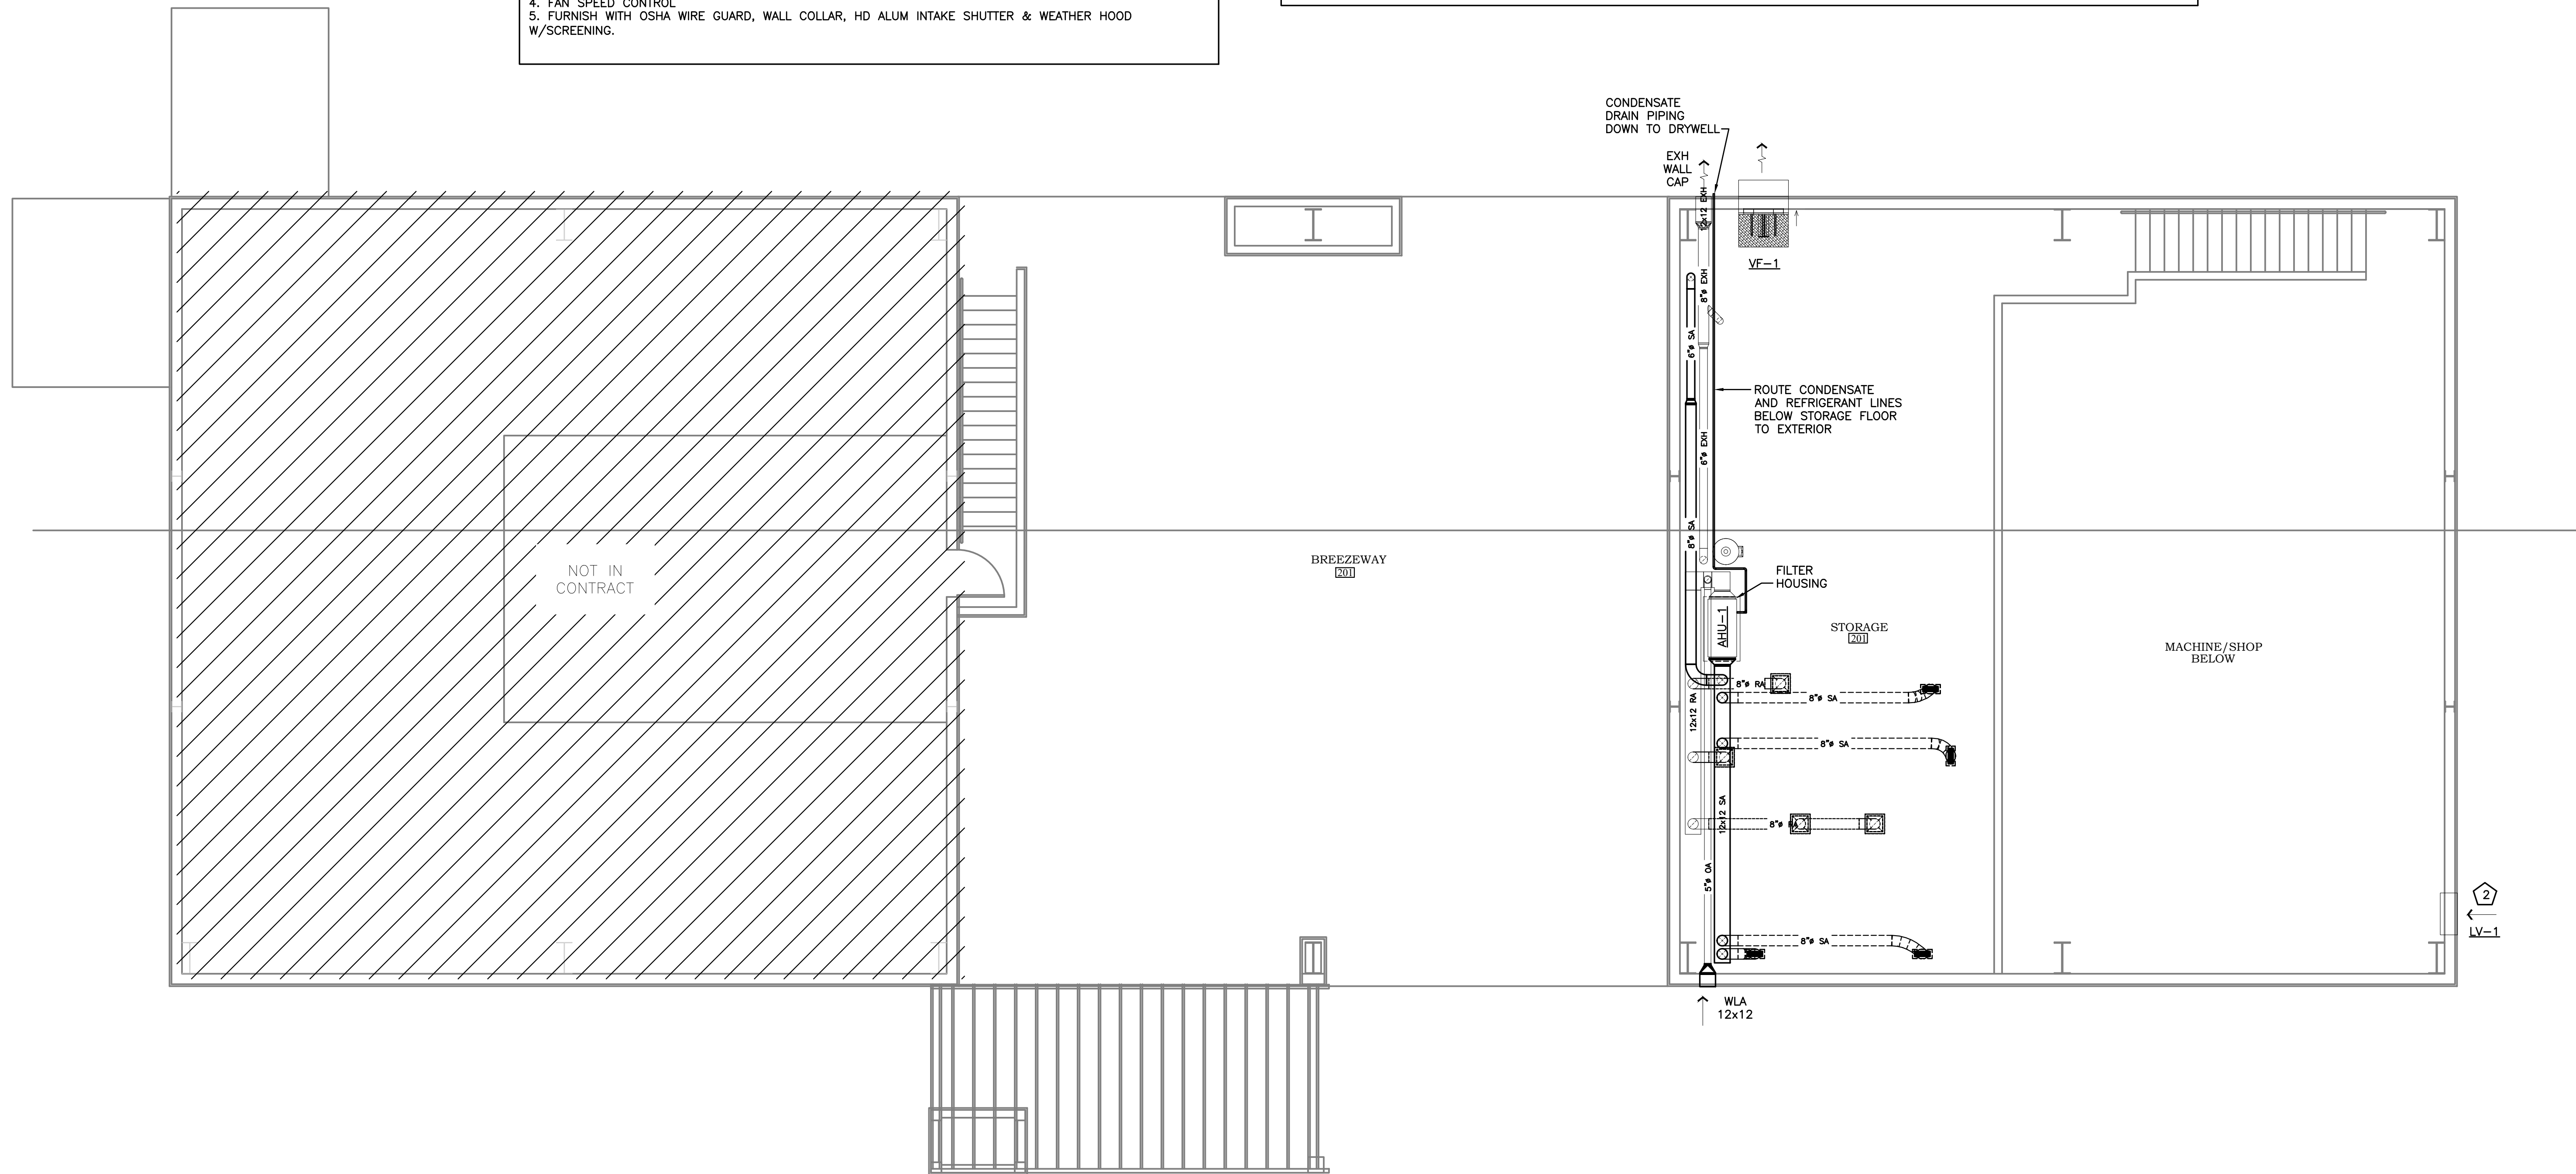 4. FAN SPEED CONTROL
5. FURNISH WITH OSHA WIRE GUARD, WALL COLLAR, HD ALUM INTAKE SHUTTER & WEATHER HOOD
W/SCREENING.
CONDENSATE
DRAIN PIPING
DOWN TO DRYWELL
EXH
WALL
CAP
12x12 EXH
VF-1
8"ø EXH
6"ø SA
ROUTE CONDENSATE
AND REFRIGERANT LINES
BELOW STORAGE FLOOR
TO EXTERIOR
6"ø EXH
8"ø SA
NOT IN
CONTRACT
BREEZEWAY
201
FILTER
HOUSING
AHU-1
STORAGE
201
MACHINE/SHOP
BELOW
8"ø RA
8"ø SA
12x12 RA
8"ø SA
12x12 SA
8"ø RA
5"ø OA
2
LV-1
8"ø SA
WLA
12x12